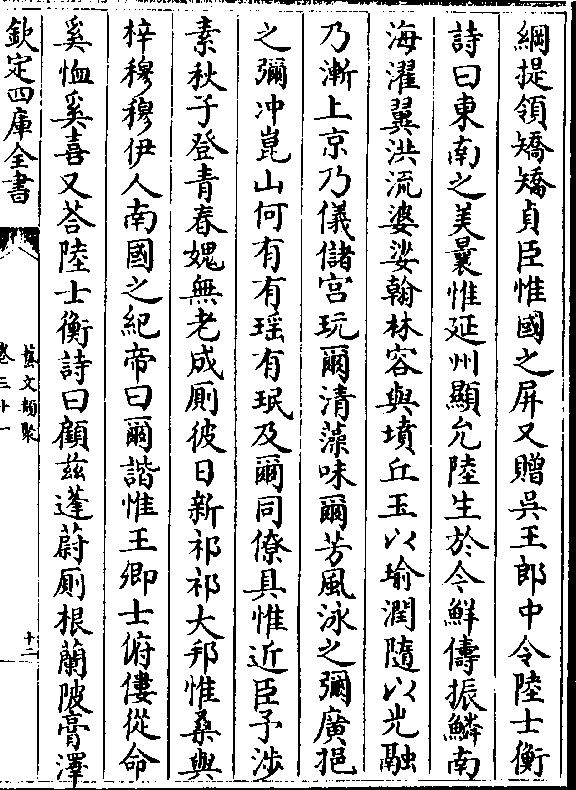 綱提領矯矯貞臣惟國之屏又贈吳王郎中令陸士衡
詩曰東南之美曩惟延州顯允陸生於今鮮儔振鱗南
海濯翼洪流婆娑翰林容與墳丘玉以瑜潤隨以光融
乃漸上京乃儀儲宫玩爾清藻味爾芳風泳之彌廣挹
之彌冲崑山何有有瑶有珉及爾同僚具惟近臣予渉
素秋子登青春媿無老成厠彼日新祁祁大邦惟桑與
梓穆穆伊人南國之紀帝曰爾諧惟王卿士俯僂從命
奚恤奚喜又荅陸士衡詩曰顧兹蓬蔚厠根蘭陂膏澤
欽定四庫全書
藝文類聚
卷三十一
十二